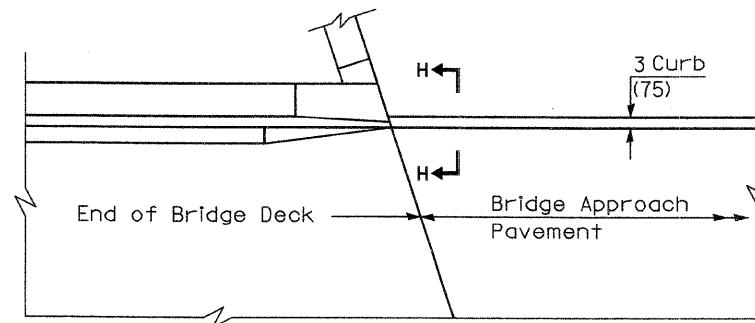 H
3 Curb
(75)
H
End of Bridge Deck
Bridge Approach
Pavement